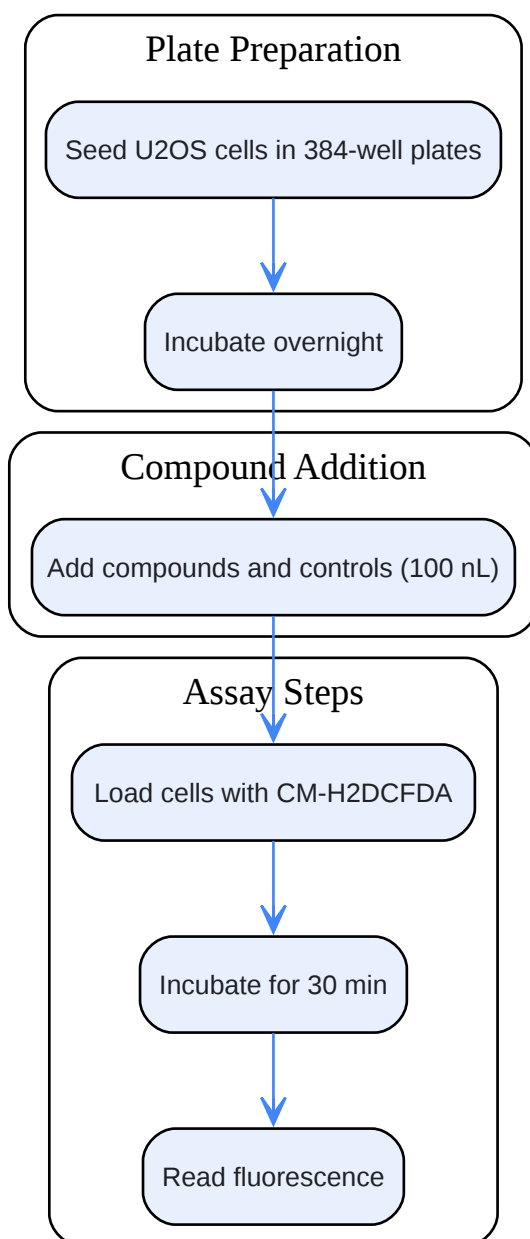 Plate Preparation
Seed U2OS cells in 384-well plates
Incubate overnight
Compound Addition
Add compounds and controls (100 nL)
Assay Steps
Load cells with CM-H2DCFDA
Incubate for 30 min
Read fluorescence